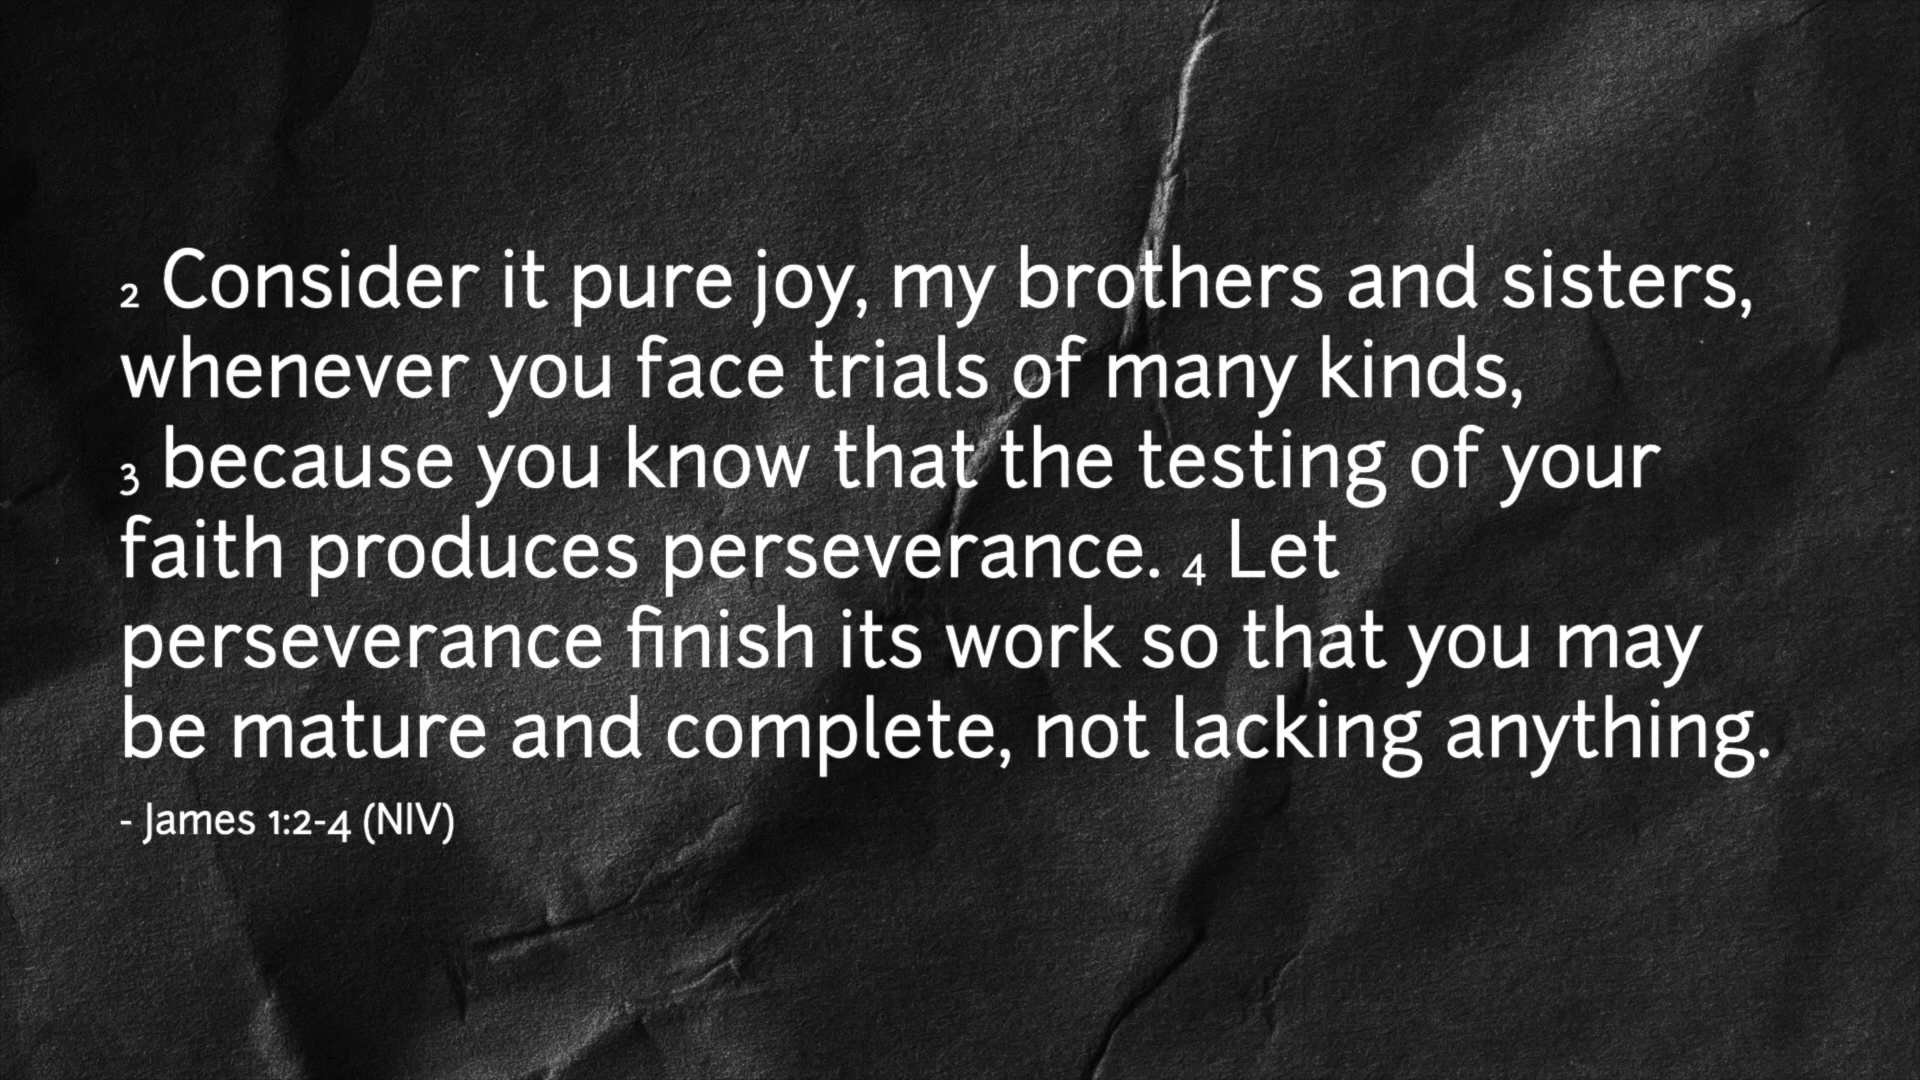 2 Consider it pure joy, my brothers and sisters,
whenever you face trials of many kinds,
3 because you know that the testing of your
faith produces perseverance. 4 Let
perseverance finish its work so that you may
be mature and complete, not lacking anything.
- James 1:2-4 (NIV)